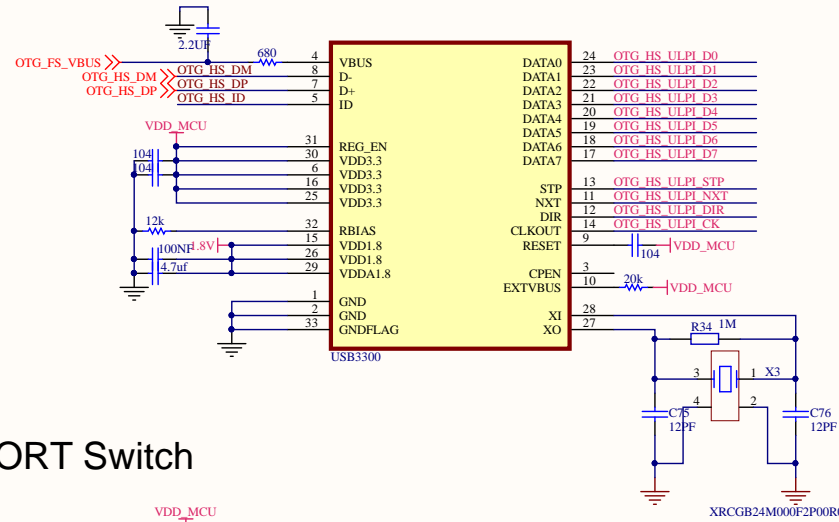 2.2UF
OTG_FS_VBUS
680
4
VBUS
DATA0
24
OTG_HS_ULPI_D0
OTG_HS_DM
OTG_HS_DM
8
D-
DATA1
23
OTG_HS_ULPI_D1
OTG_HS_DP
OTG_HS_DP
7
D+
DATA2
22
OTG_HS_ULPI_D2
OTG_HS_ID
5
ID
DATA3
21
OTG_HS_ULPI_D3
DATA4
20
OTG_HS_ULPI_D4
VDD_MCU
DATA5
19
OTG_HS_ULPI_D5
31
REG_EN
DATA6
18
OTG_HS_ULPI_D6
104
30
VDD3.3
DATA7
17
OTG_HS_ULPI_D7
104
6
VDD3.3
16
VDD3.3
STP
13
OTG_HS_ULPI_STP
25
VDD3.3
NXT
11
OTG_HS_ULPI_NXT
DIR
12
OTG_HS_ULPI_DIR
12k
32
RBIAS
CLKOUT
14
OTG_HS_ULPI_CK
100NF
1.8V
15
VDD1.8
RESET
9
104
VDD_MCU
26
VDD1.8
4.7uf
29
VDDA1.8
CPEN
3
EXTVBUS
10
20k
VDD_MCU
1
GND
2
GND
XI
28
33
GNDFLAG
XO
27
USB3300
R34
1M
3
1
X3
4
2
C75
12PF
C76
12PF
ORT Switch
XRCGB24M000F2P00R0
VDD_MCU